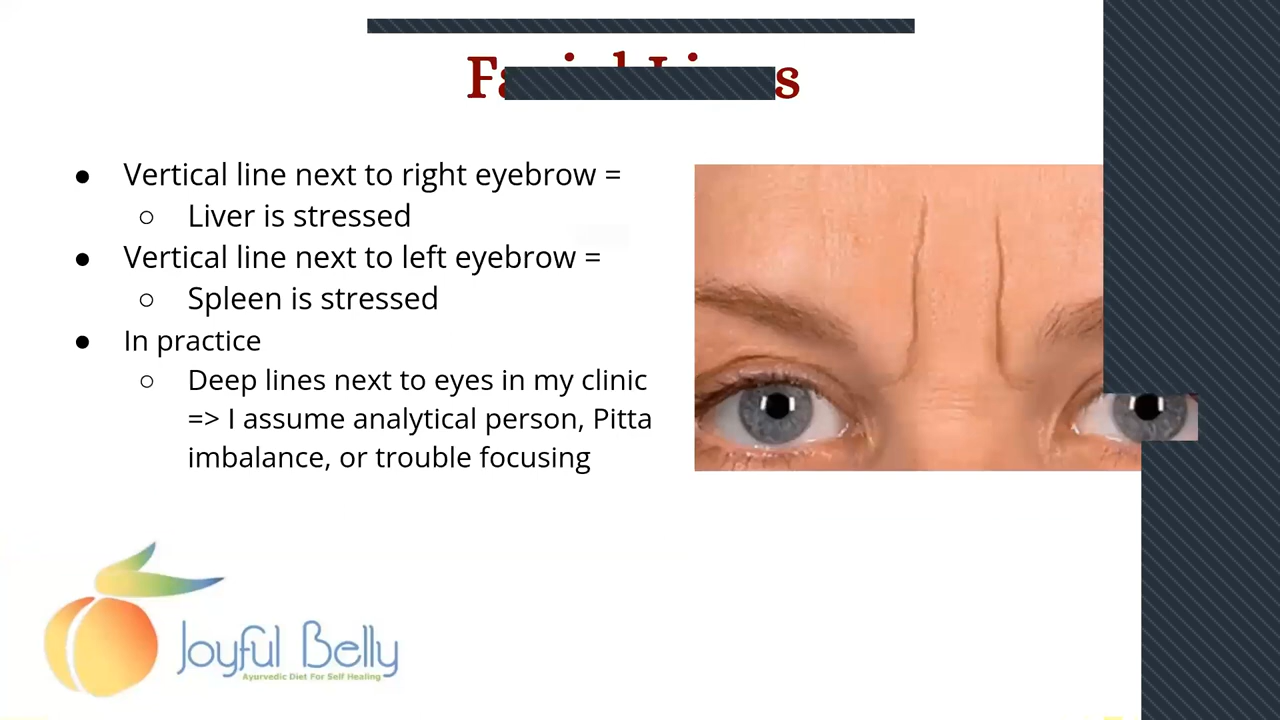 ● Vertical line next to right eyebrow =
○ Liver is stressed
● Vertical line next to left eyebrow =
○ Spleen is stressed
● In practice
○ Deep lines next to eyes in my clinic
=> I assume analytical person, Pitta
imbalance, or trouble focusing
Joyful Belly
Ayurvedic Diet For Self Healing